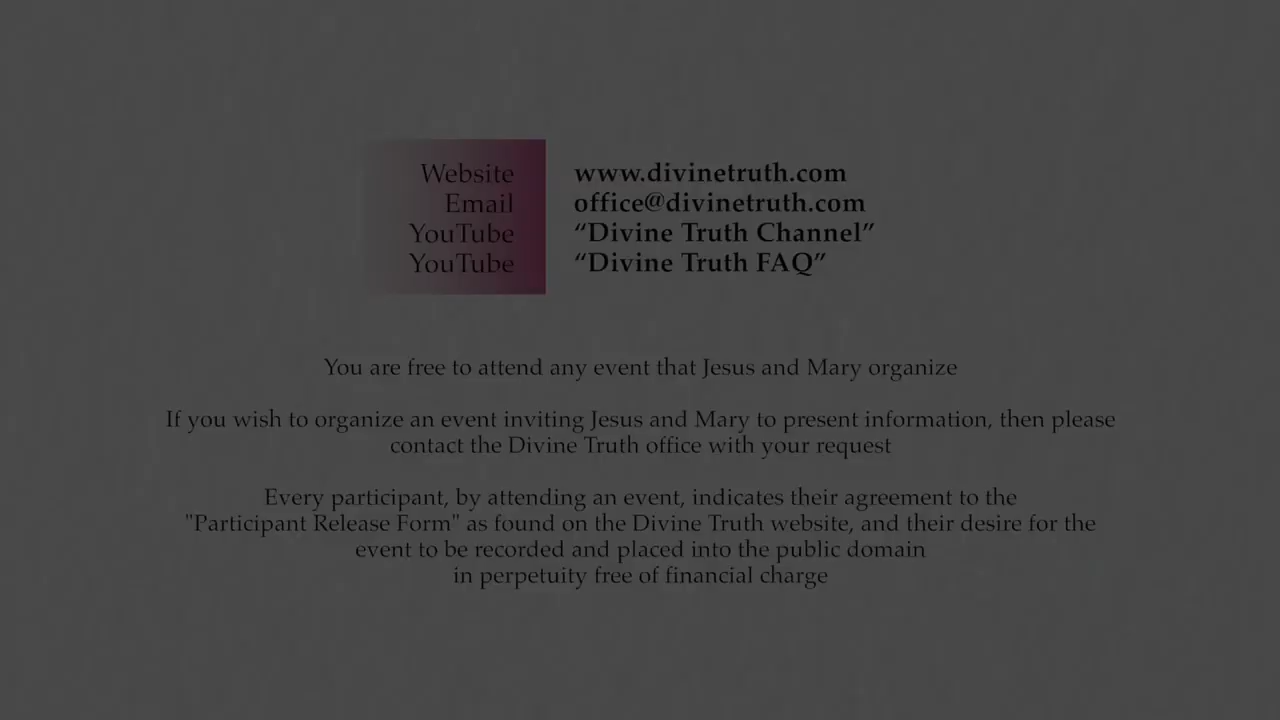 Website www.divinetruth.com
Email office@divinetruth.com
YouTube “Divine Truth Channel”
YouTube “Divine Truth FAQ”
You are free to attend any event that Jesus and Mary organize
If you wish to organize an event inviting Jesus and Mary to present information, then please
contact the Divine Truth office with your request
Every participant, by attending an event, indicates their agreement to the
"Participant Release Form" as found on the Divine Truth website, and their desire for the
event to be recorded and placed into the public domain
in perpetuity free of financial charge